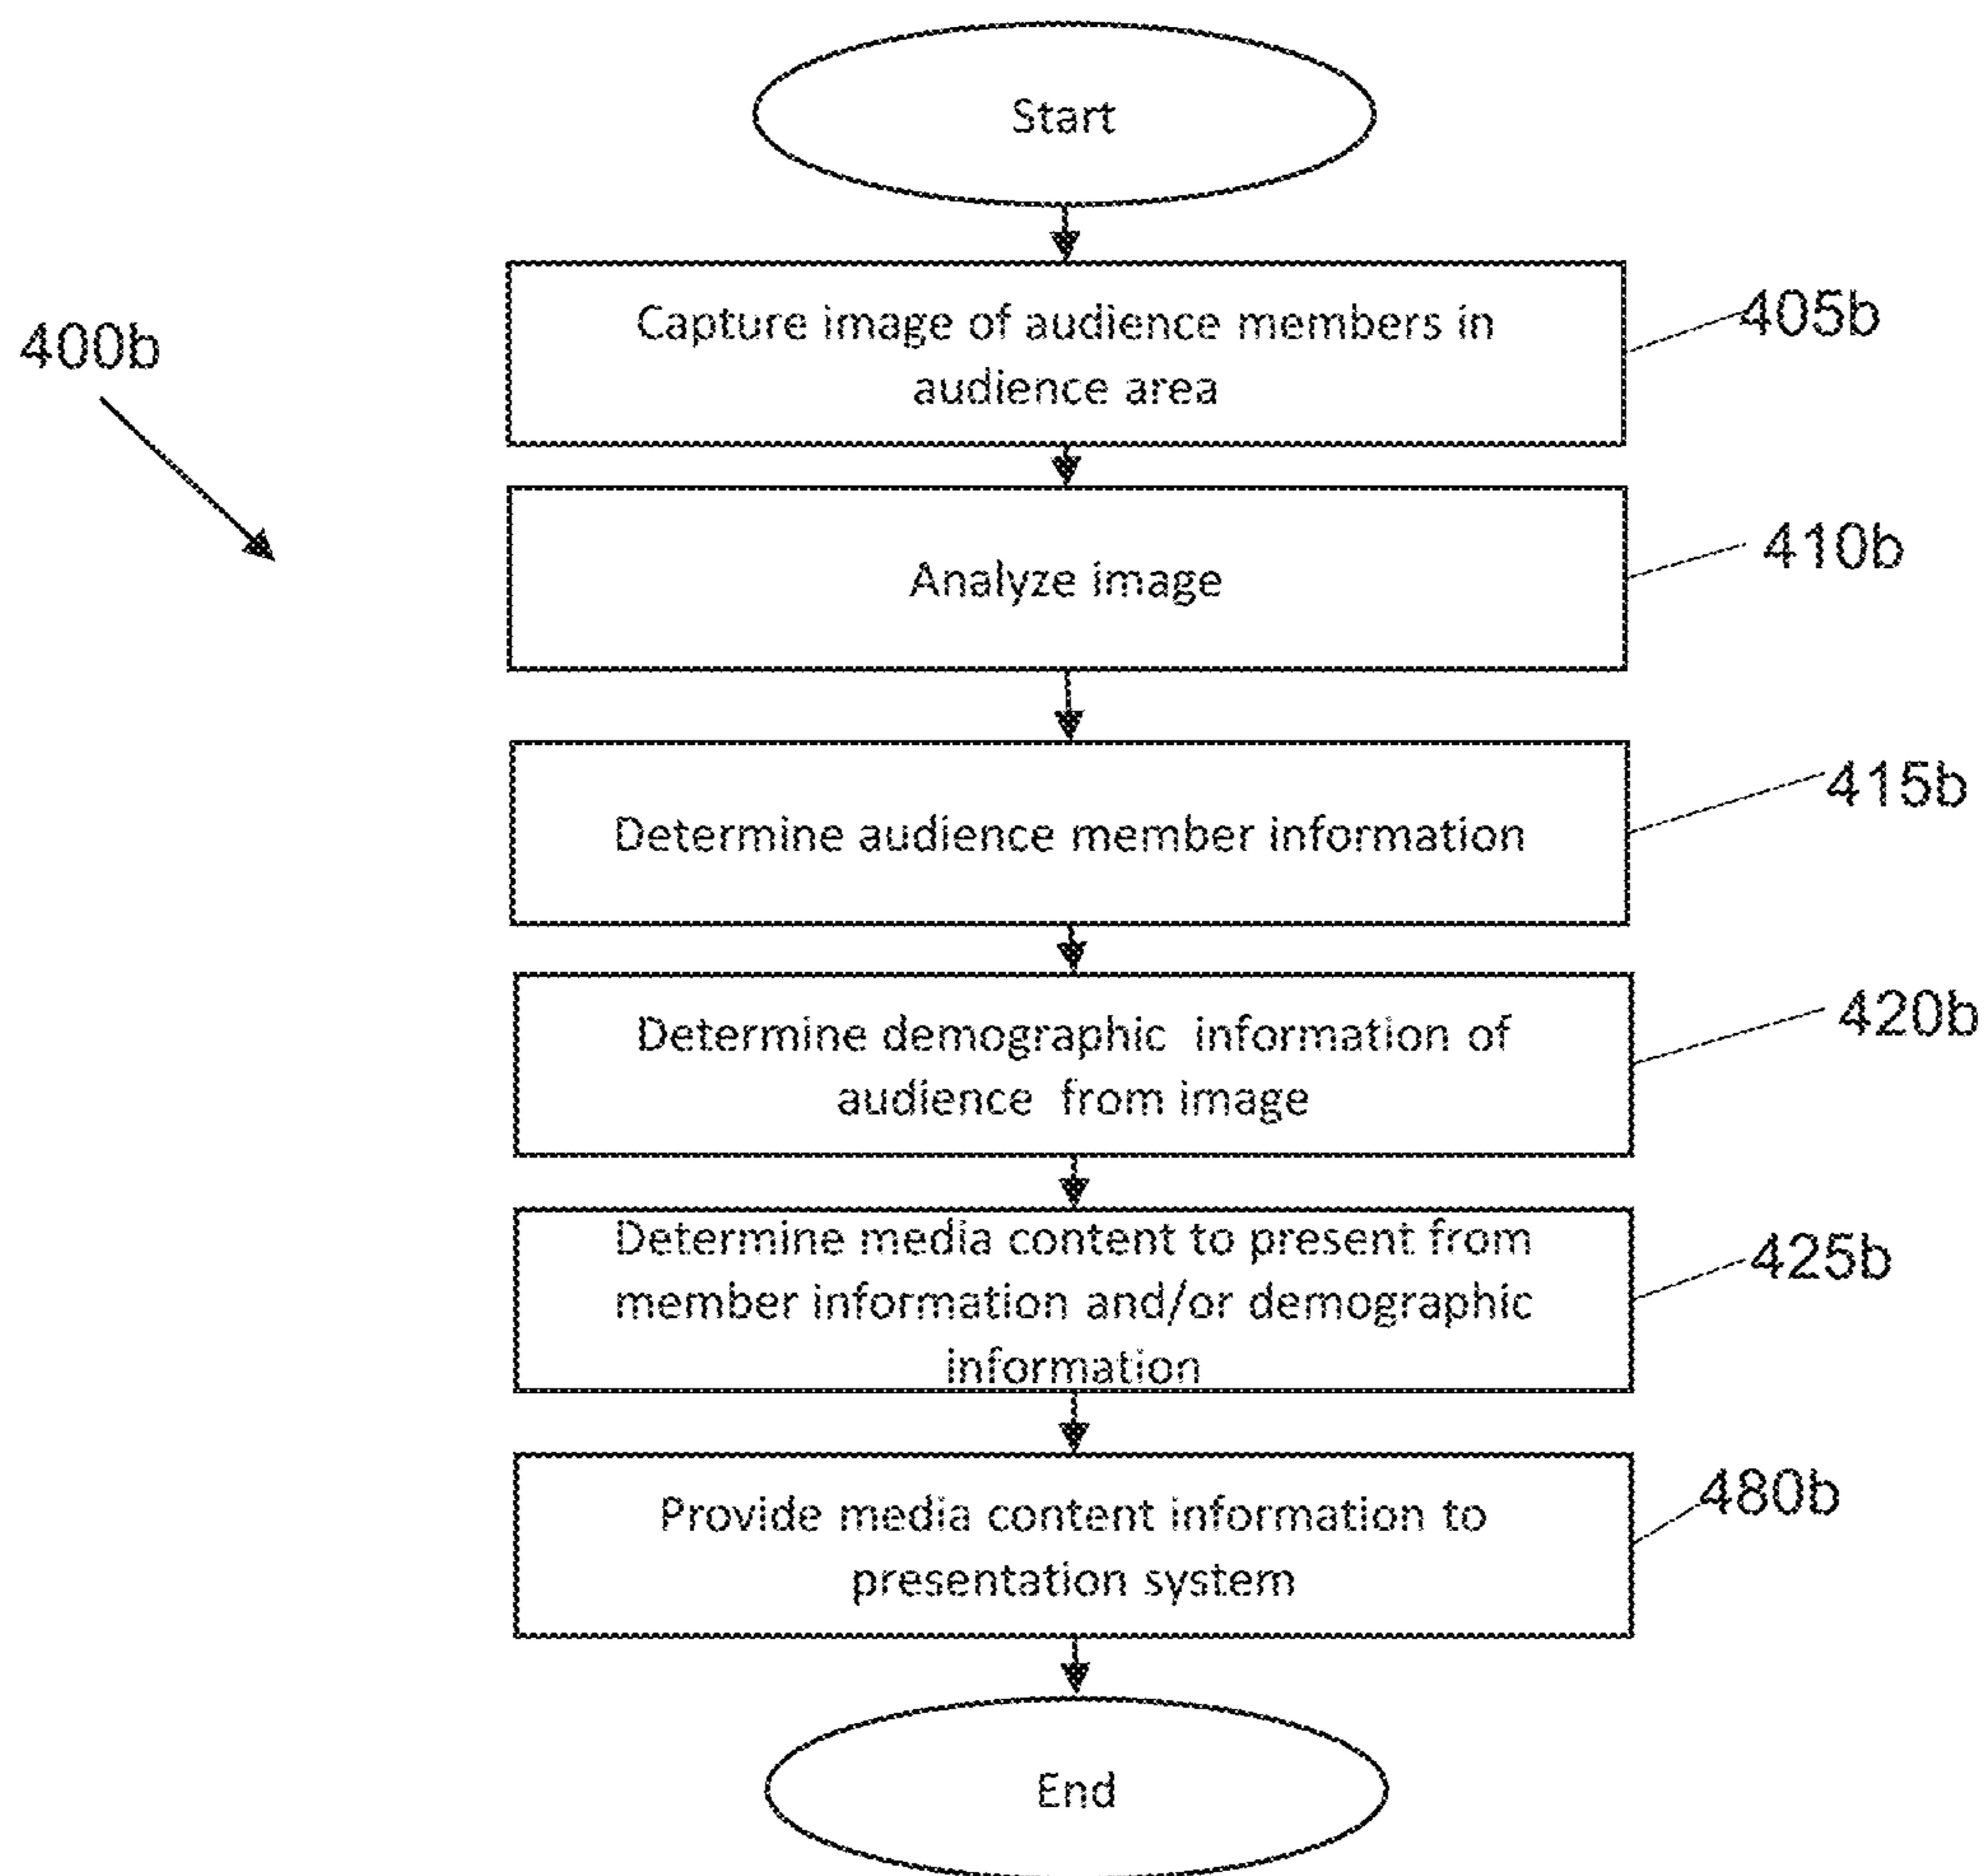 Start
400b
Capture image of audience members in
audience area
405b
Analyze image
410b
Determine audience member information
415b
Determine demographic information of
audience from image
420b
Determine media content to present from
member information and/or demographic
information
425b
Provide media content information to
presentation system
480b
End